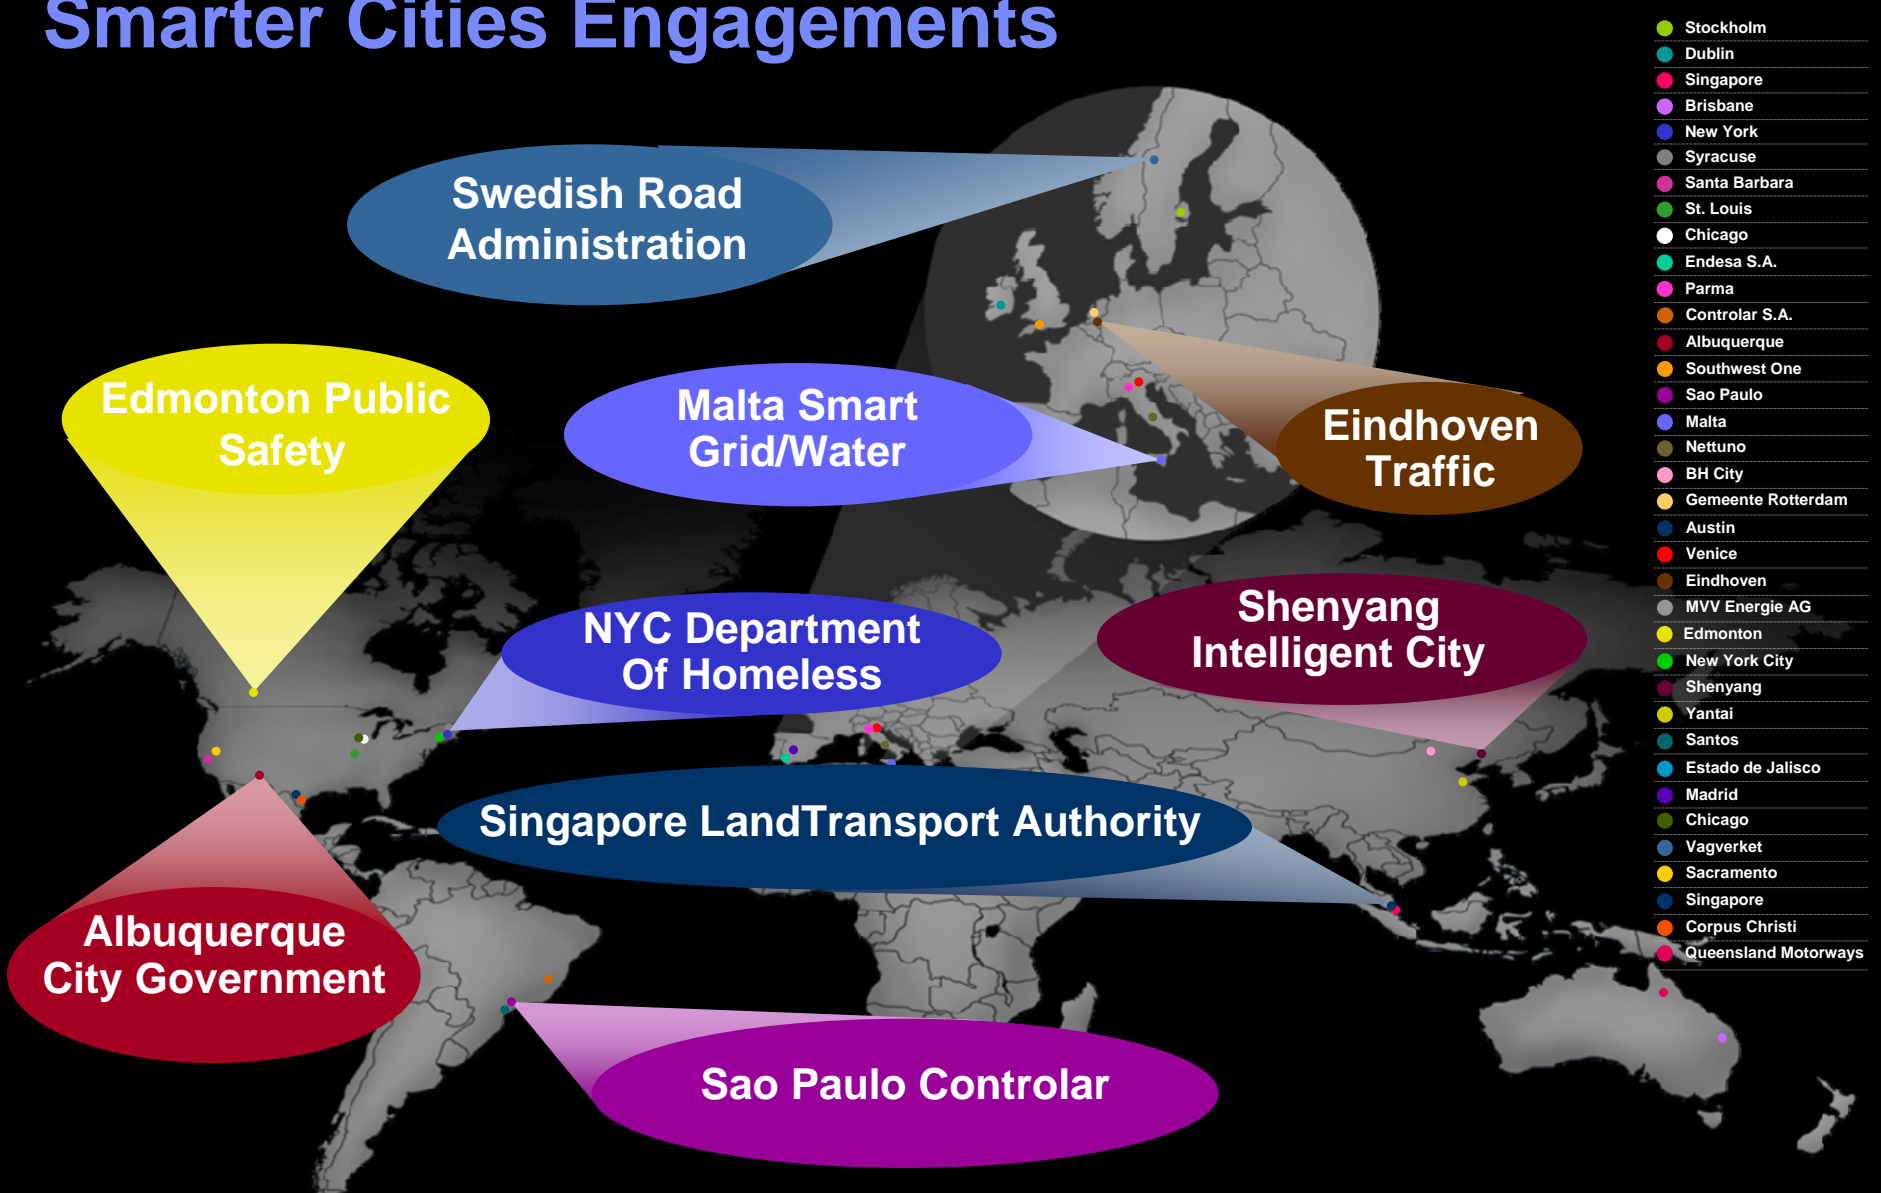 Smarter Cities Engagements
Swedish Road
Administration
Edmonton Public
Safety
Malta Smart
Grid/Water
Eindhoven
Traffic
NYC Department
Of Homeless
Shenyang
Intelligent City
Singapore LandTransport Authority
Albuquerque
City Government
Sao Paulo Controlar
Stockholm
Dublin
Singapore
Brisbane
New York
Syracuse
Santa Barbara
St. Louis
Chicago
Endesa S.A.
Parma
Controlar S.A.
Albuquerque
Southwest One
Sao Paulo
Malta
Nettuno
BH City
Gemeente Rotterdam
Austin
Venice
Eindhoven
MVV Energie AG
Edmonton
New York City
Shenyang
Yantai
Santos
Estado de Jalisco
Madrid
Chicago
Vagverket
Sacramento
Singapore
Corpus Christi
Queensland Motorways